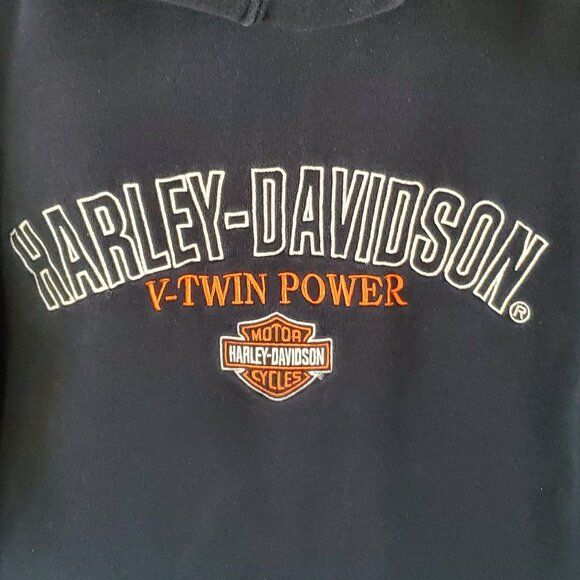 HARLEY-DAVIDSON®
V-TWIN POWER
MOTOR
HARLEY-DAVIDSON
CYCLES®